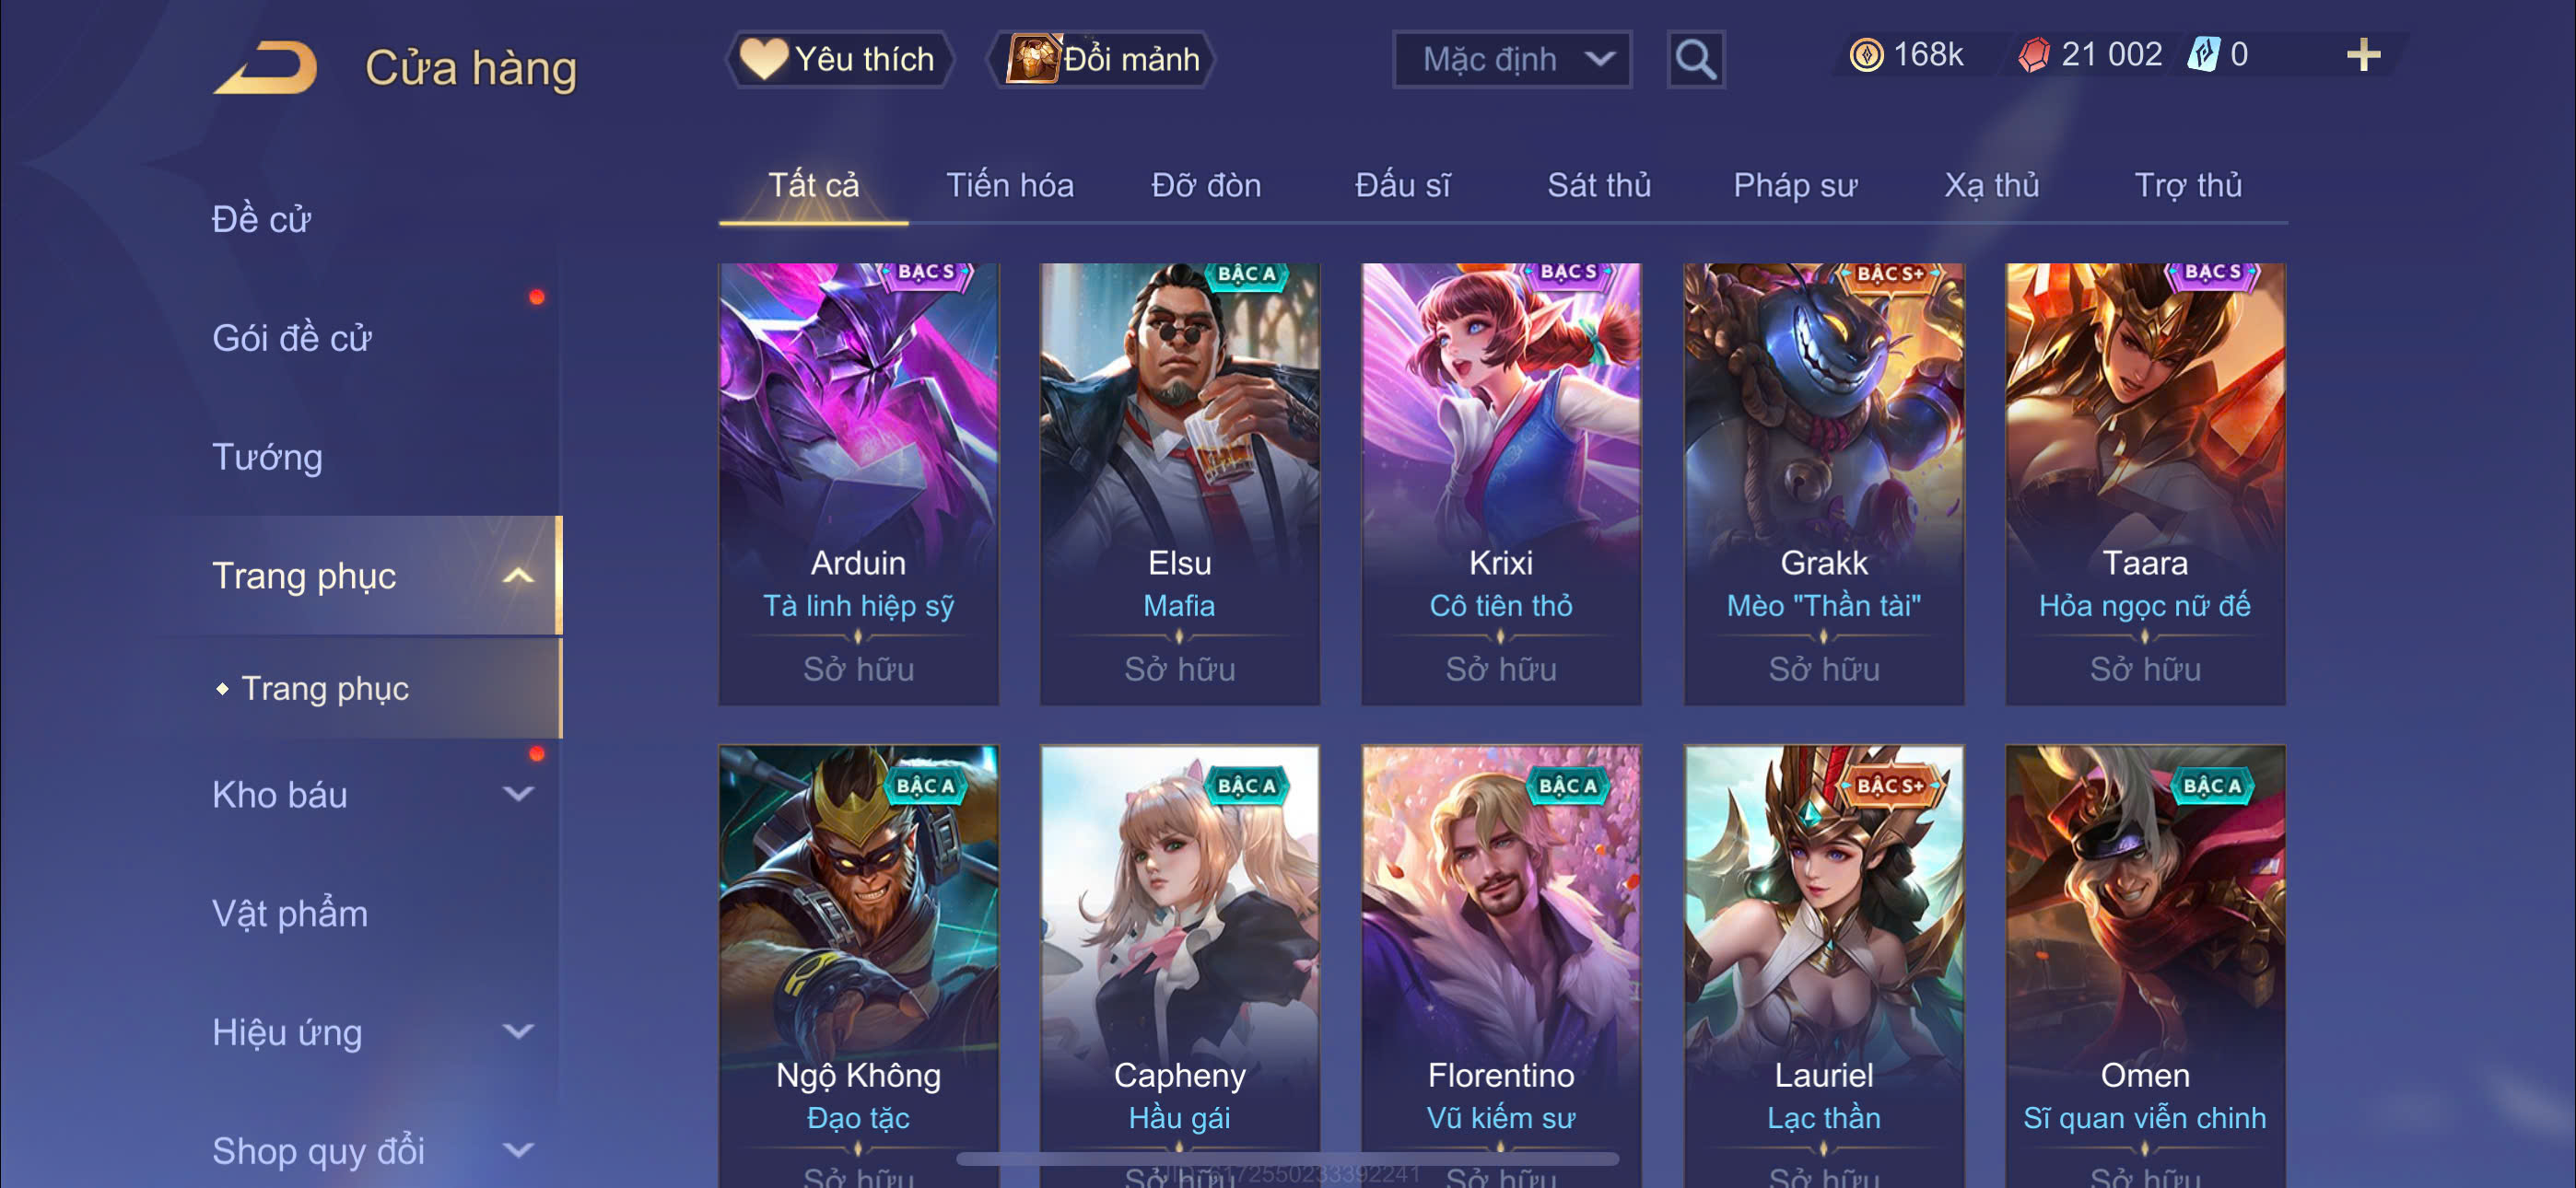 Cửa hàng
Yêu thích
Đổi mảnh
Mặc định
168k
21 002
0
Tất cả
Tiến hóa
Đỡ đòn
Đấu sĩ
Sát thủ
Pháp sư
Xạ thủ
Trợ thủ
Đề cử
Gói đề cử
Tướng
Trang phục
Trang phục
Kho báu
Vật phẩm
Hiệu ứng
Shop quy đổi
BẬC S
Arduin
Tà linh hiệp sỹ
Sở hữu
BẬC A
Elsu
Mafia
Sở hữu
BẬC S
Krixi
Cô tiên thỏ
Sở hữu
BẬC S+
Grakk
Mèo "Thần tài"
Sở hữu
BẬC S
Taara
Hỏa ngọc nữ đế
Sở hữu
BẬC A
Ngộ Không
Đạo tặc
Sở hữu
BẬC A
Capheny
Hầu gái
Sở hữu
BẬC A
Florentino
Vũ kiếm sư
Sở hữu
BẬC S+
Lauriel
Lạc thần
Sở hữu
BẬC A
Omen
Sĩ quan viễn chinh
Sở hữu